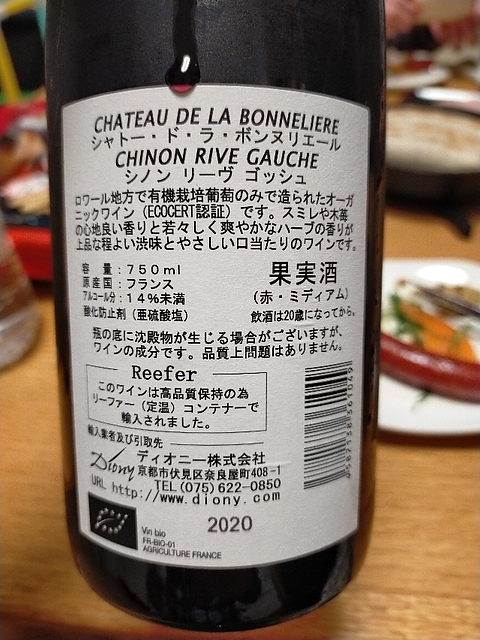 CHATEAU DE LA BONNELIERE
シャトー・ド・ラ・ボンヌリエール
CHINON RIVE GAUCHE
シノン リーヴ ゴッシュ
ロワール地方で有機栽培葡萄のみで造られたオーガ
ニックワイン（ECOCERT認証）です。スミレや木苺
の心地良い香りと若々しく爽やかなハーブの香りが
上品な程よい渋味とやさしい口当たりのワインです。
容 量：750ml
原産国：フランス
アルコール分：14％未満
酸化防止剤（亜硫酸塩）
果実酒
（赤・ミディアム）
飲酒は20歳になってから。
瓶の底に沈殿物が生じる場合がございますが、
ワインの成分です。品質上問題はありません。
Reefer
このワインは高品質保持の為
リーファー（定温）コンテナーで
輸入されました。
輸入業者及び引取先
Diony
ディオニー株式会社
京都市伏見区奈良屋町408-1
TEL(075)622-0850
URL http://www.diony.com
2020
Vin bio
FR-BIO-01
AGRICULTURE FRANCE